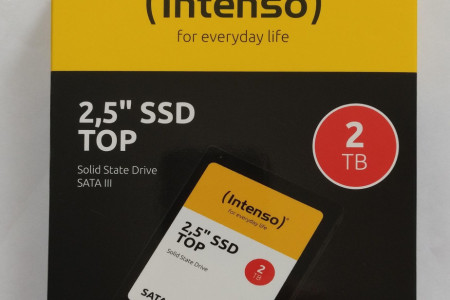 (intenso)
for everyday life
2,5" SSD
TOP
Solid State Drive
SATA III
2
TB
(intenso)®
for everyday life
2,5" SSD
TOP
Solid State Drive
2
TB
SATA